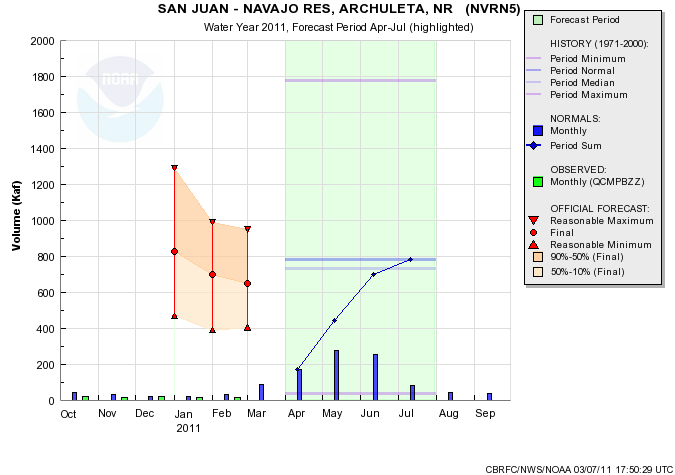 SAN JUAN - NAVAJO RES, ARCHULETA, NR (NVRN5)
Water Year 2011, Forecast Period Apr-Jul (highlighted)
Volume (Kaf)
2000
1800
1600
1400
1200
1000
800
600
400
200
0
NOAA
Oct Nov Dec Jan Feb Mar Apr May Jun Jul Aug Sep
2011
Forecast Period
HISTORY (1971-2000):
Period Minimum
Period Normal
Period Median
Period Maximum
NORMALS:
Monthly
Period Sum
OBSERVED:
Monthly (QCMPBZZ)
OFFICIAL FORECAST:
Reasonable Maximum
Final
Reasonable Minimum
90%-50% (Final)
50%-10% (Final)
CBRFC/NWS/NOAA 03/07/11 17:50:29 UTC